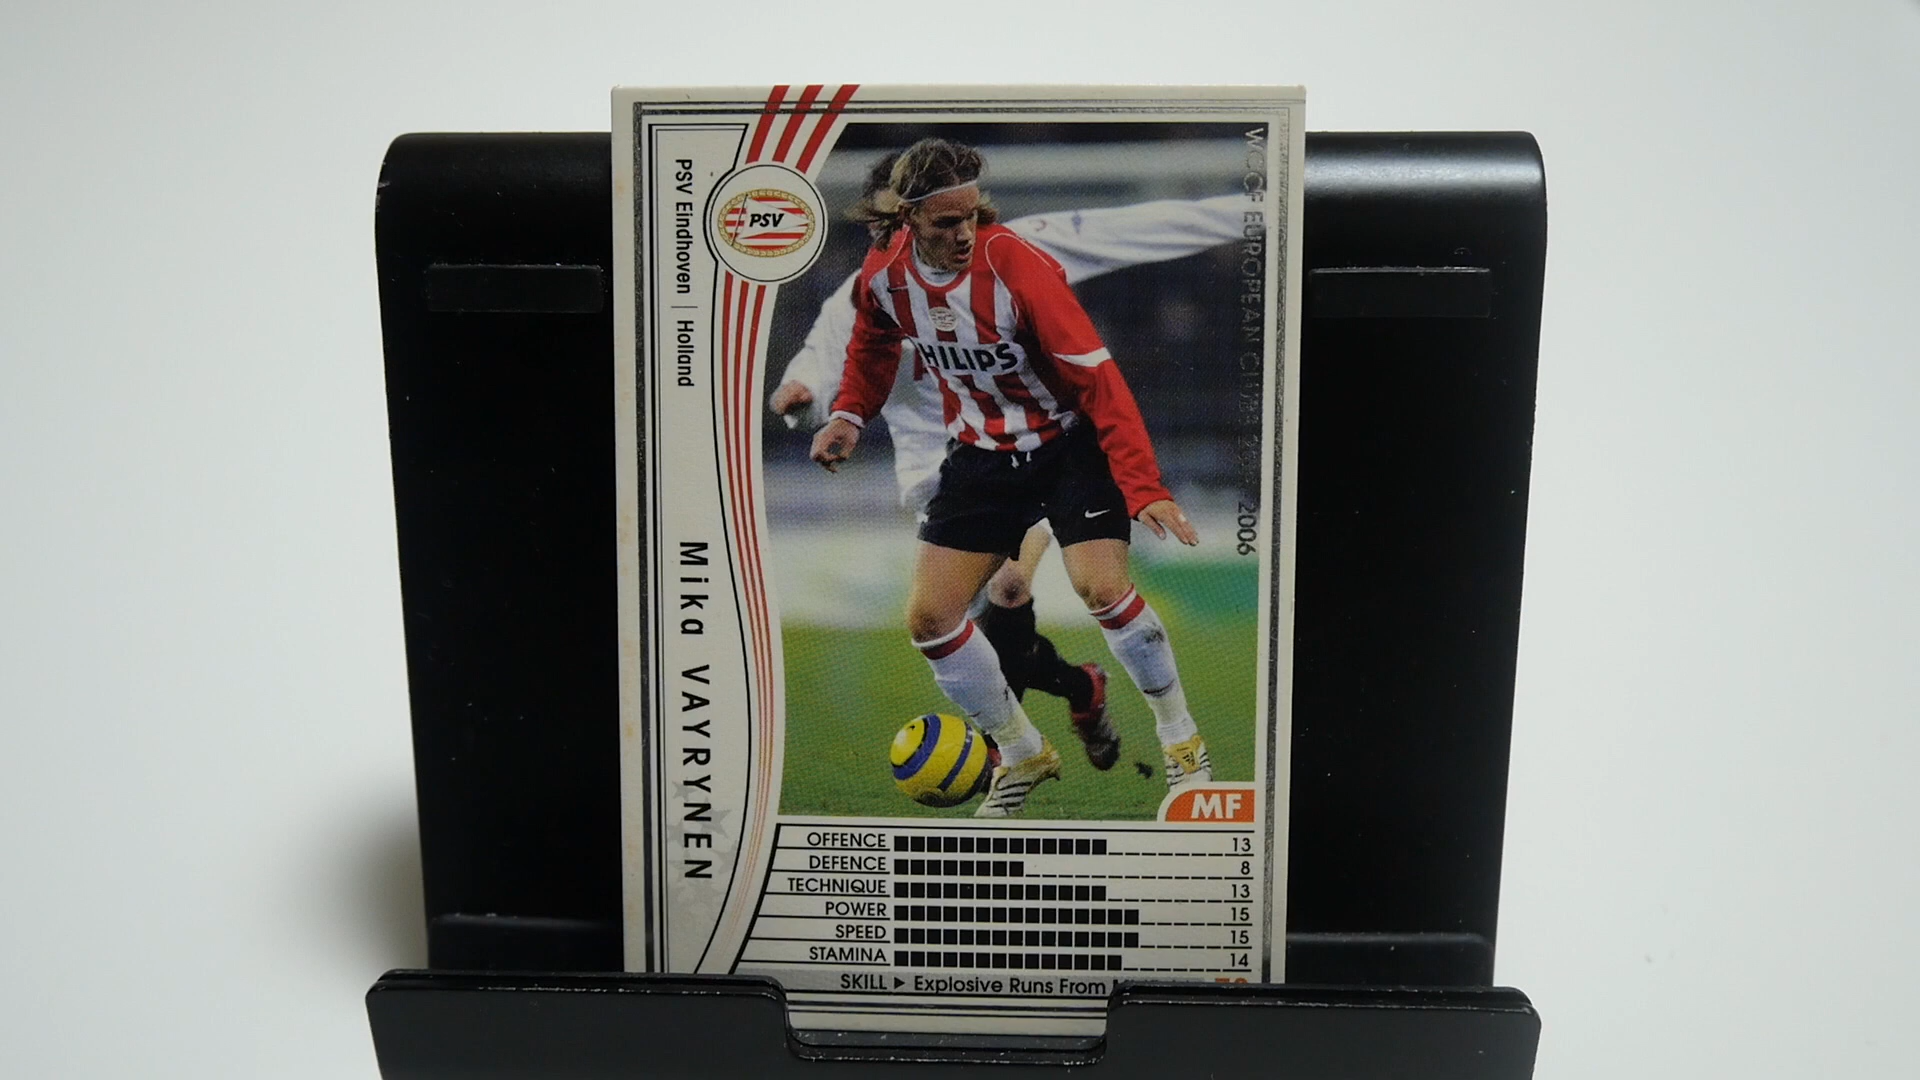 PSV Eindhoven | Holland
PSV
Mika VAYRYNEN
WCCF EUROPEAN CLUBS 2005-2006
PHILIPS
MF
OFFENCE 13
DEFENCE 8
TECHNIQUE 13
POWER 15
SPEED 15
STAMINA 14
SKILL ▶ Explosive Runs From